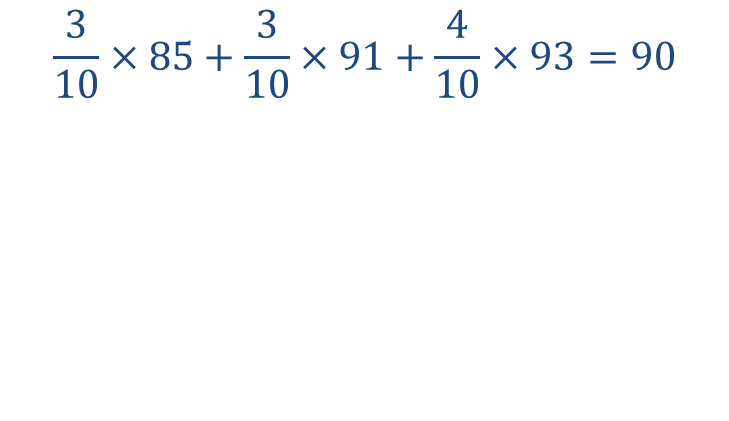 3/10 × 85 + 3/10 × 91 + 4/10 × 93 = 90